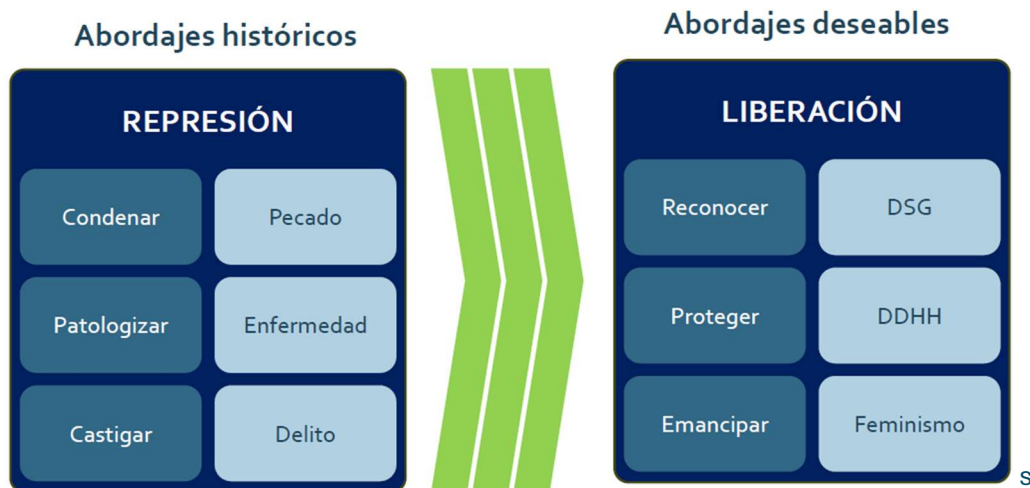 Abordajes históricos
REPRESIÓN
Condenar
Pecado
Patologizar
Enfermedad
Castigar
Delito
Abordajes deseables
LIBERACIÓN
Reconocer
DSG
Proteger
DDHH
Emancipar
Feminismo
s